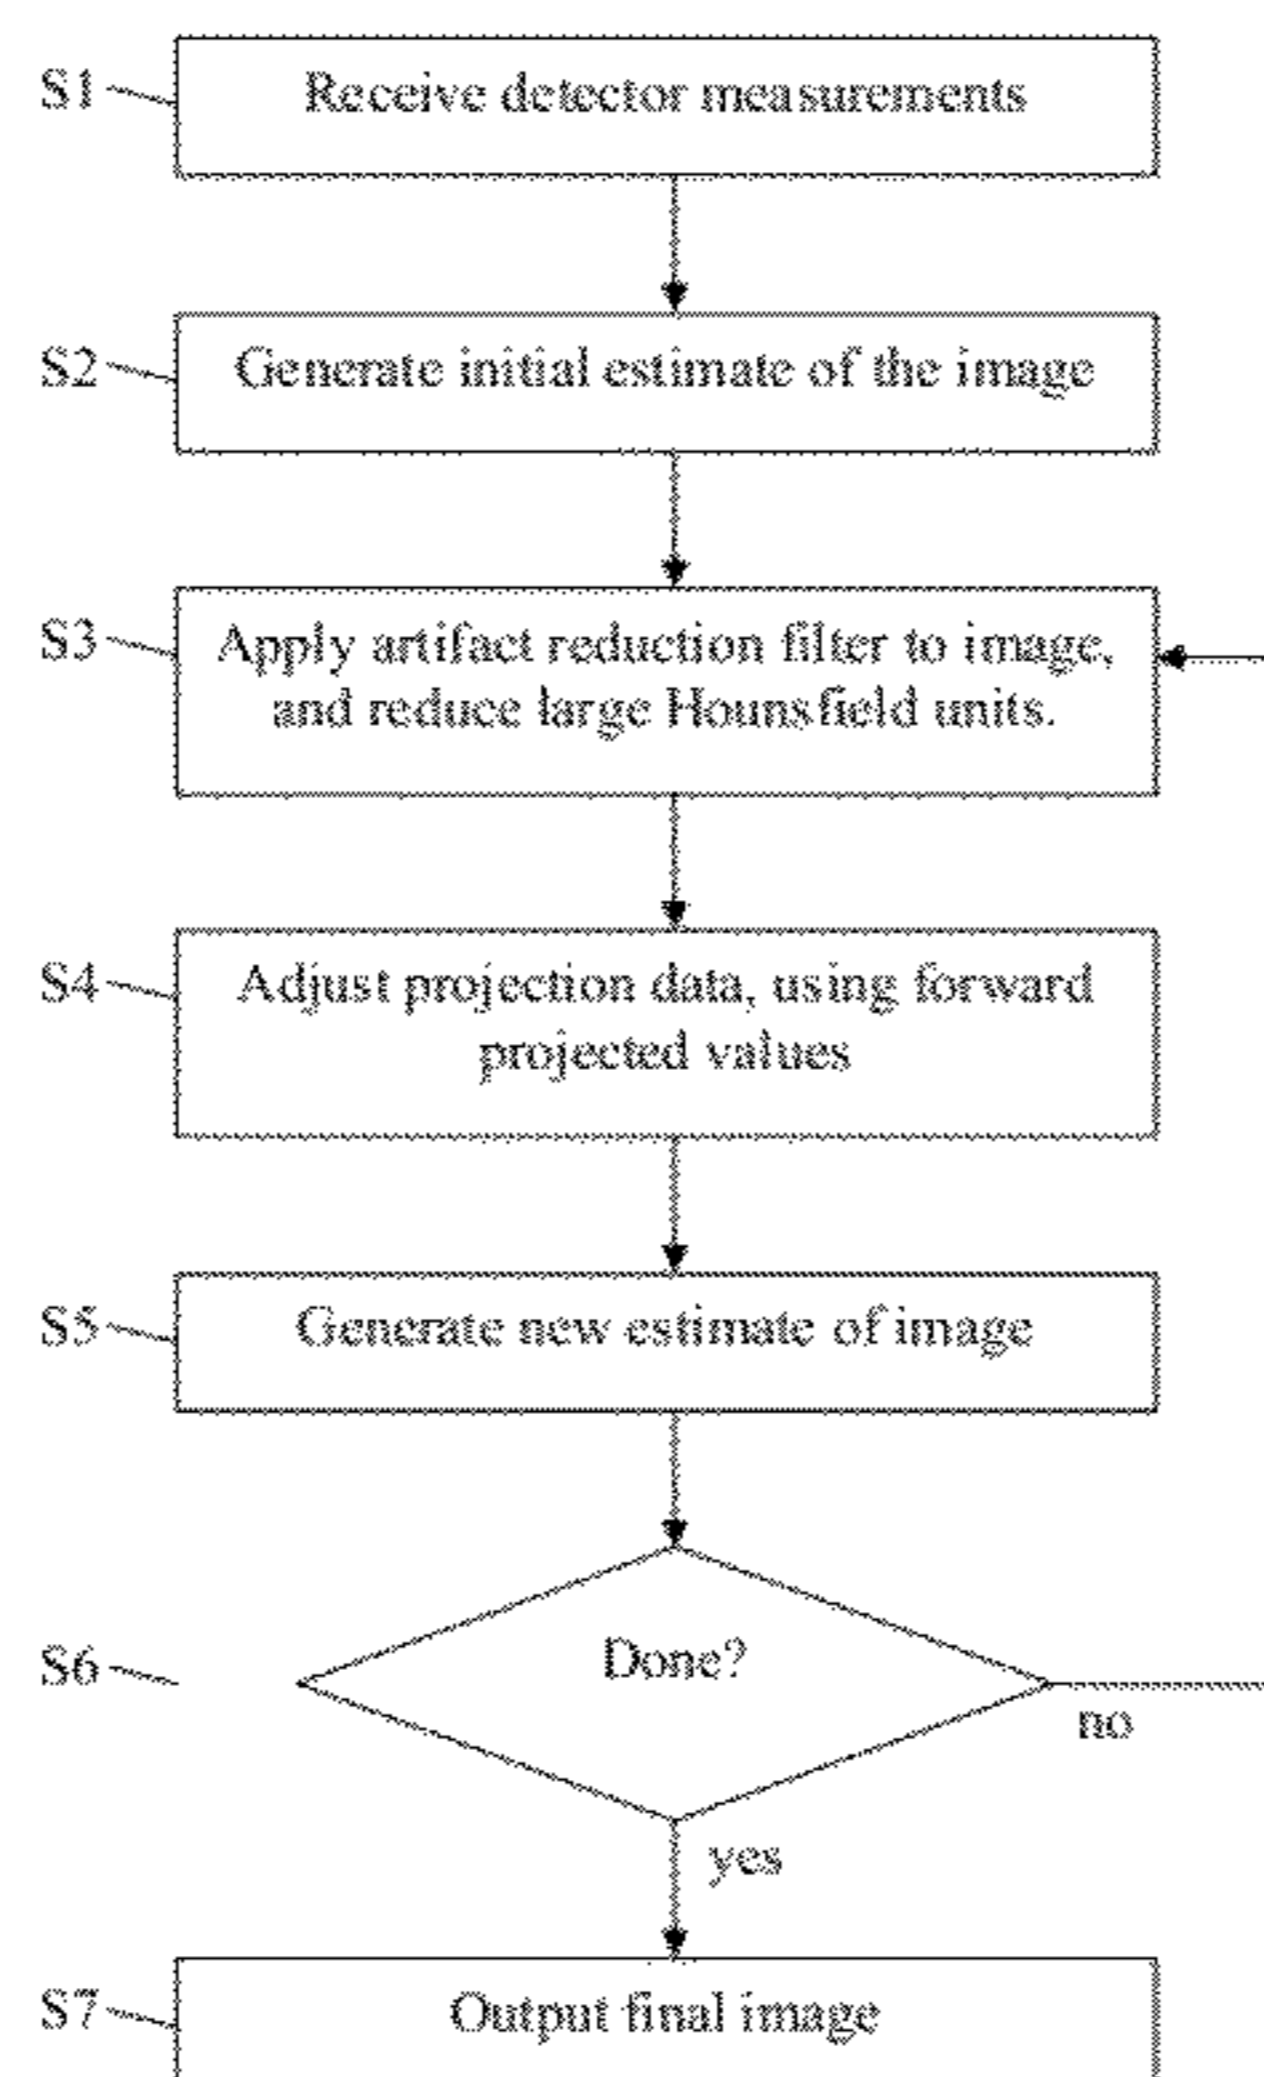 S1
Receive detector measurements
S2
Generate initial estimate of the image
S3
Apply artifact reduction filter to image,
and reduce large Hounsfield units.
S4
Adjust projection data, using forward
projected values
S5
Generate new estimate of image
S6
Done?
no
yes
S7
Output final image